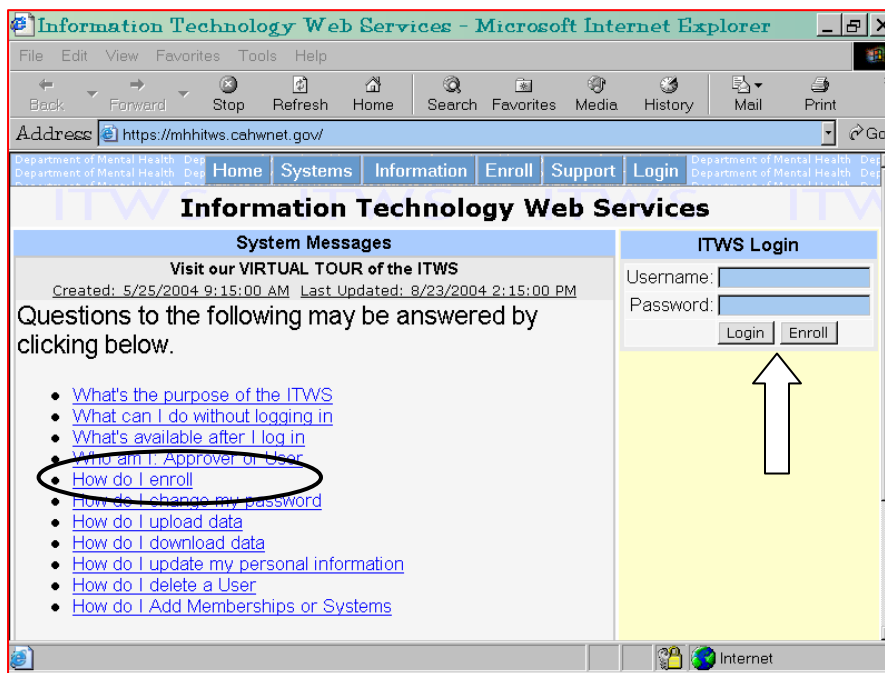 Information Technology Web Services - Microsoft Internet Explorer
File Edit View Favorites Tools Help
Back Forward Stop Refresh Home Search Favorites Media History Mail Print
Address https://mhhitws.cahwnet.gov/ Go
Department of Mental Health
Home Systems Information Enroll Support Login
ITWS
Information Technology Web Services
System Messages
Visit our VIRTUAL TOUR of the ITWS
Created: 5/25/2004 9:15:00 AM Last Updated: 8/23/2004 2:15:00 PM
Questions to the following may be answered by
clicking below.
What's the purpose of the ITWS
What can I do without logging in
What's available after I log in
Who am I: Approver or User
How do I enroll
How do I change my password
How do I upload data
How do I download data
How do I update my personal information
How do I delete a User
How do I Add Memberships or Systems
ITWS Login
Username:
Password:
Login Enroll
Internet